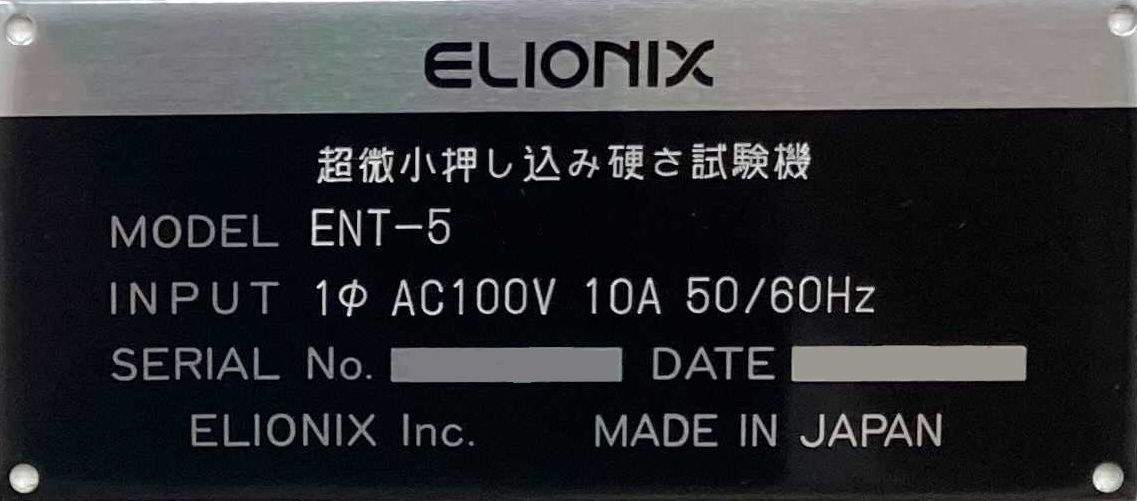 ELIONIX
超微小押し込み硬さ試験機
MODEL ENT-5
INPUT 1Φ AC100V 10A 50/60Hz
SERIAL No. DATE
ELIONIX Inc. MADE IN JAPAN